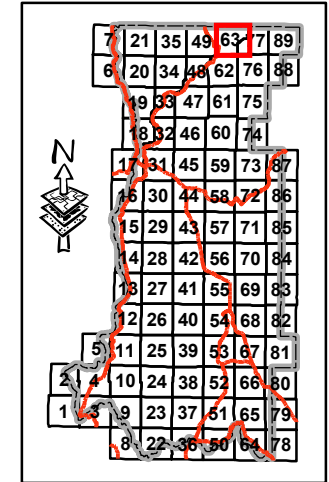 7 21 35 49 63 77 89
6 20 34 48 62 76 88
19 33 47 61 75
N
18 32 46 60 74
17 31 45 59 73 87
16 30 44 58 72 86
15 29 43 57 71 85
14 28 42 56 70 84
13 27 41 55 69 83
12 26 40 54 68 82
5 11 25 39 53 67 81
2 4 10 24 38 52 66 80
1 3 9 23 37 51 65 79
8 22 36 50 64 78